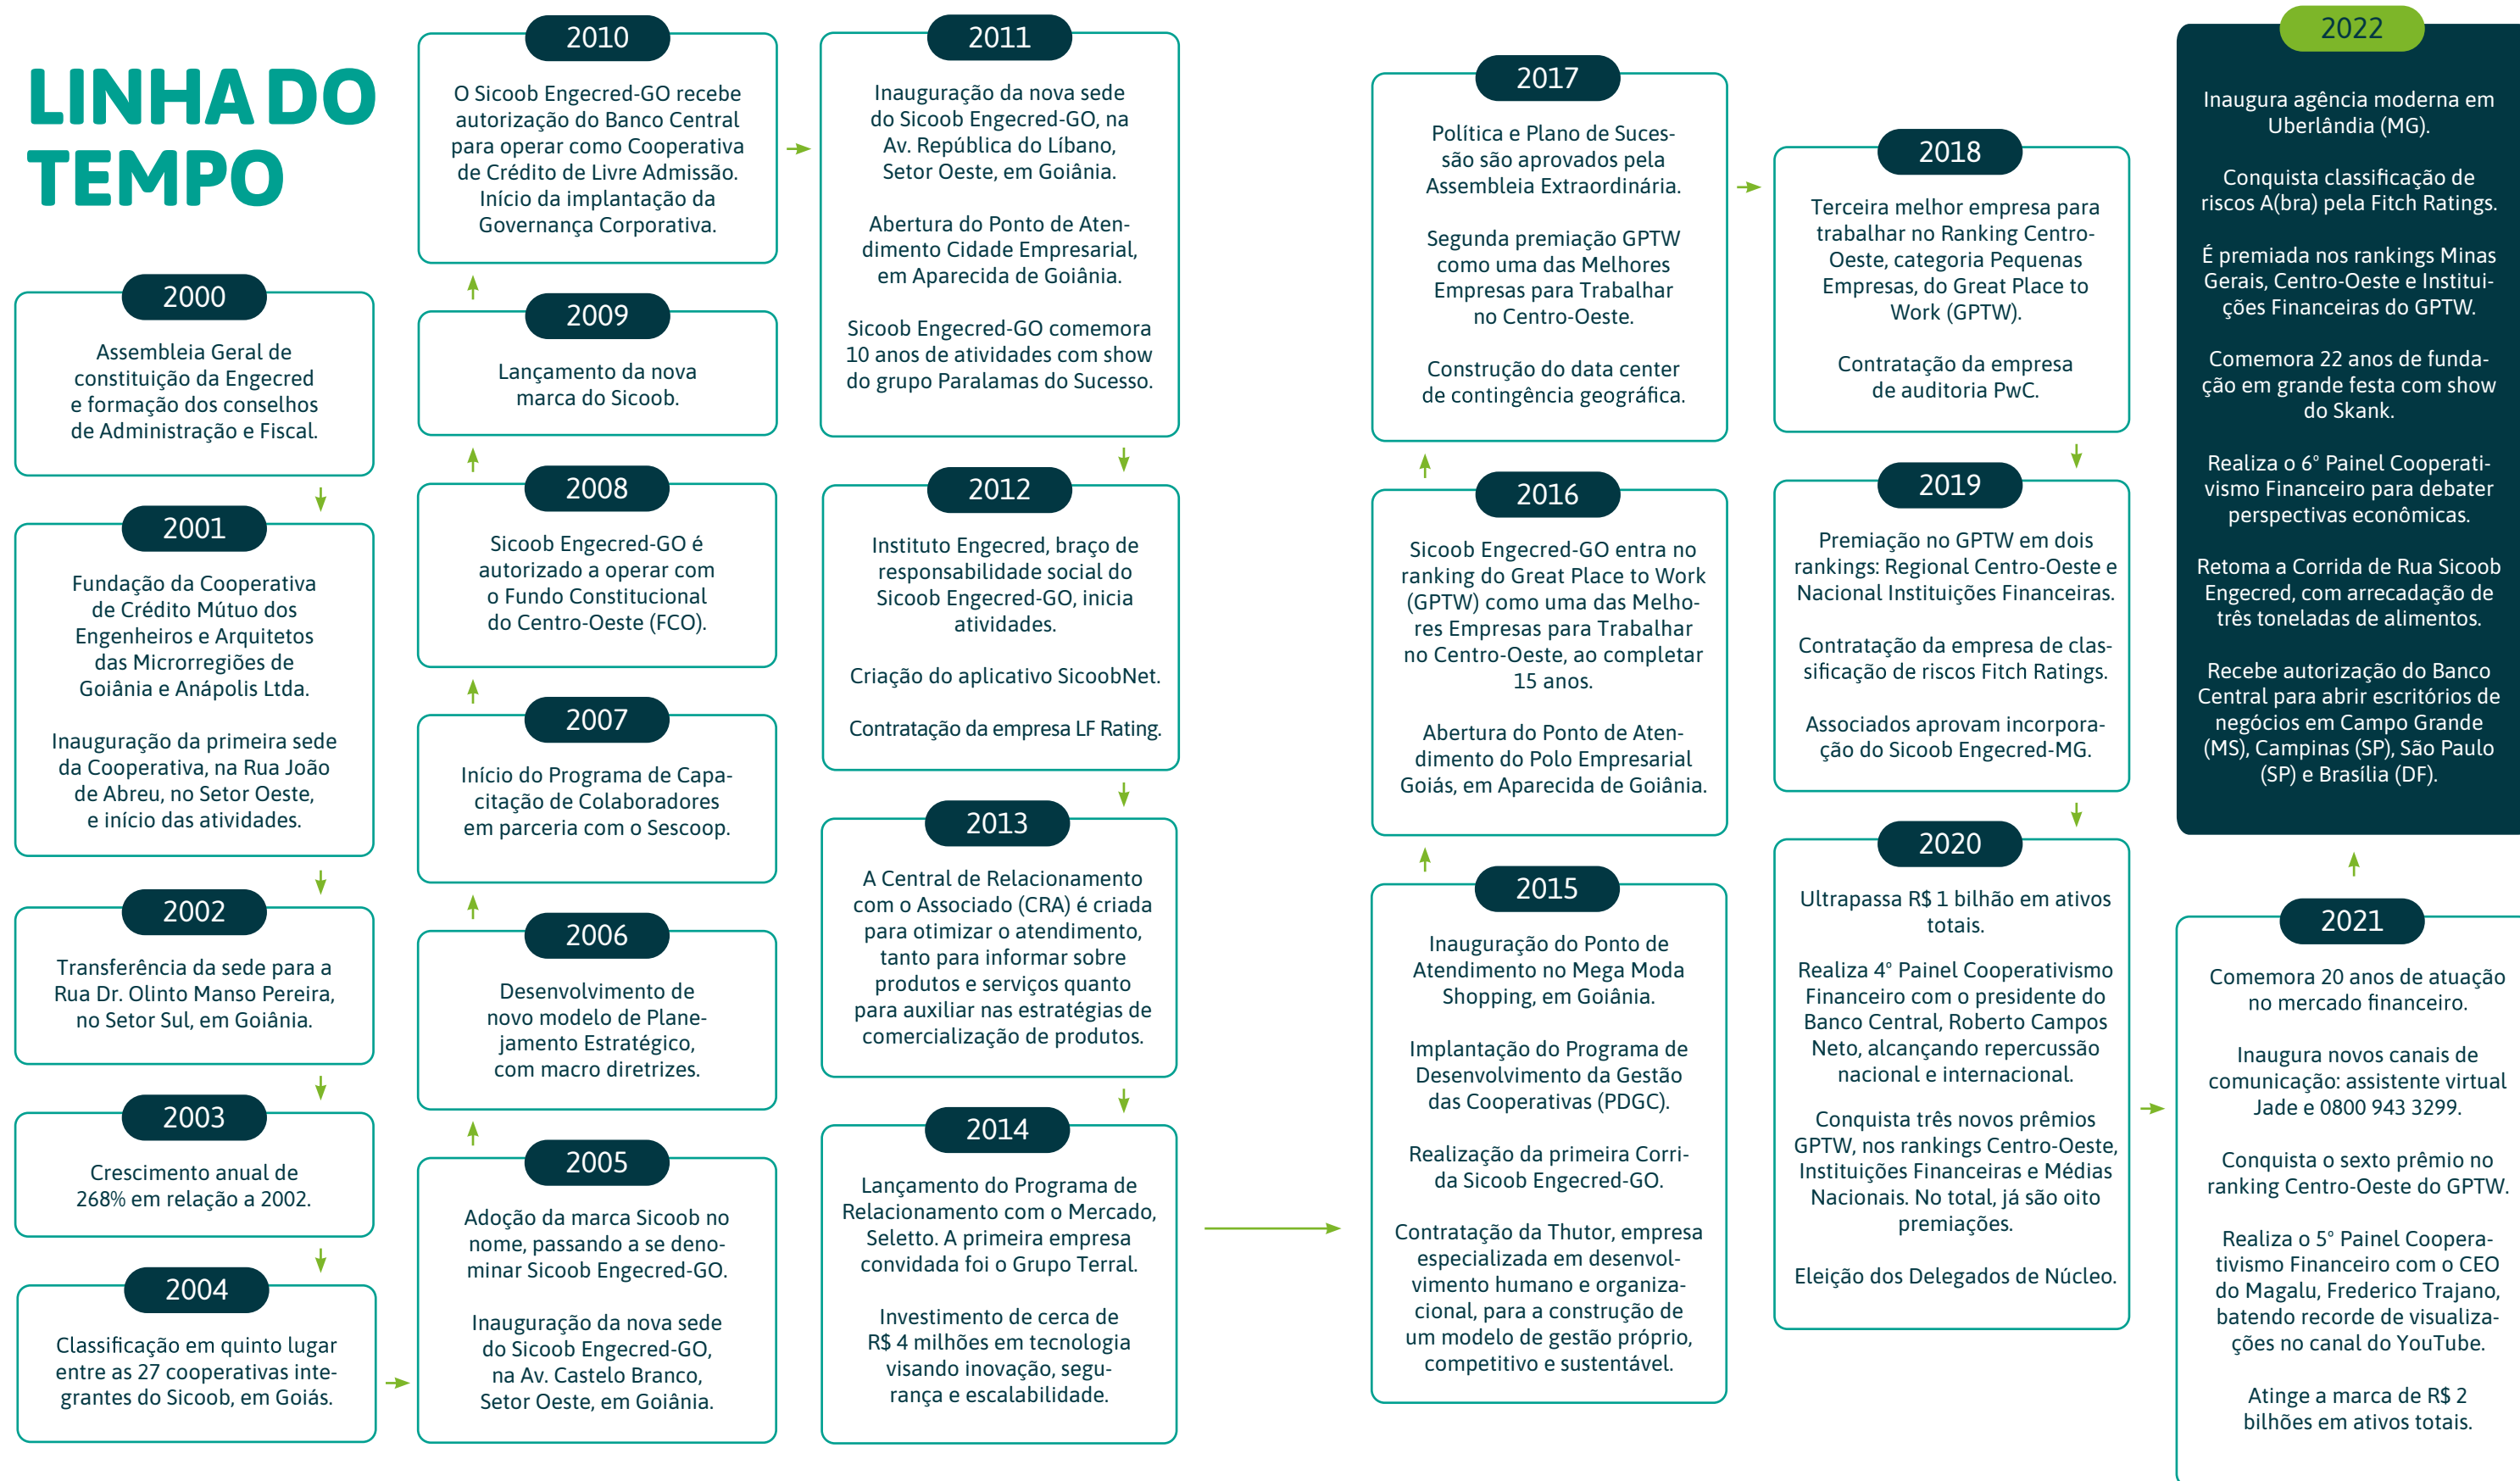 LINHA DO
TEMPO
2000
Assembleia Geral de
constituição da Engecred
e formação dos conselhos
de Administração e Fiscal.
2001
Fundação da Cooperativa
de Crédito Mútuo dos
Engenheiros e Arquitetos
das Microrregiões de
Goiânia e Anápolis Ltda.
Inauguração da primeira sede
da Cooperativa, na Rua João
de Abreu, no Setor Oeste,
e início das atividades.
2002
Transferência da sede para a
Rua Dr. Olinto Manso Pereira,
no Setor Sul, em Goiânia.
2003
Crescimento anual de
268% em relação a 2002.
2004
Classificação em quinto lugar
entre as 27 cooperativas inte-
grantes do Sicoob, em Goiás.
2005
Adoção da marca Sicoob no
nome, passando a se deno-
minar Sicoob Engecred-GO.
Inauguração da nova sede
do Sicoob Engecred-GO,
na Av. Castelo Branco,
Setor Oeste, em Goiânia.
2006
Desenvolvimento de
novo modelo de Plane-
jamento Estratégico,
com macro diretrizes.
2007
Início do Programa de Capa-
citação de Colaboradores
em parceria com o Sescoop.
2008
Sicoob Engecred-GO é
autorizado a operar com
o Fundo Constitucional
do Centro-Oeste (FCO).
2009
Lançamento da nova
marca do Sicoob.
2010
O Sicoob Engecred-GO recebe
autorização do Banco Central
para operar como Cooperativa
de Crédito de Livre Admissão.
Início da implantação da
Governança Corporativa.
2011
Inauguração da nova sede
do Sicoob Engecred-GO, na
Av. República do Líbano,
Setor Oeste, em Goiânia.
Abertura do Ponto de Aten-
dimento Cidade Empresarial,
em Aparecida de Goiânia.
Sicoob Engecred-GO comemora
10 anos de atividades com show
do grupo Paralamas do Sucesso.
2012
Instituto Engecred, braço de
responsabilidade social do
Sicoob Engecred-GO, inicia
atividades.
Criação do aplicativo SicoobNet.
Contratação da empresa LF Rating.
2013
A Central de Relacionamento
com o Associado (CRA) é criada
para otimizar o atendimento,
tanto para informar sobre
produtos e serviços quanto
para auxiliar nas estratégias de
comercialização de produtos.
2014
Lançamento do Programa de
Relacionamento com o Mercado,
Seletto. A primeira empresa
convidada foi o Grupo Terral.
Investimento de cerca de
R$ 4 milhões em tecnologia
visando inovação, segu-
rança e escalabilidade.
2015
Inauguração do Ponto de
Atendimento no Mega Moda
Shopping, em Goiânia.
Implantação do Programa de
Desenvolvimento da Gestão
das Cooperativas (PDGC).
Realização da primeira Corri-
da Sicoob Engecred-GO.
Contratação da Thutor, empresa
especializada em desenvol-
vimento humano e organiza-
cional, para a construção de
um modelo de gestão próprio,
competitivo e sustentável.
2016
Sicoob Engecred-GO entra no
ranking do Great Place to Work
(GPTW) como uma das Melho-
res Empresas para Trabalhar
no Centro-Oeste, ao completar
15 anos.
Abertura do Ponto de Aten-
dimento do Polo Empresarial
Goiás, em Aparecida de Goiânia.
2017
Política e Plano de Suces-
são são aprovados pela
Assembleia Extraordinária.
Segunda premiação GPTW
como uma das Melhores
Empresas para Trabalhar
no Centro-Oeste.
Construção do data center
de contingência geográfica.
2018
Terceira melhor empresa para
trabalhar no Ranking Centro-
Oeste, categoria Pequenas
Empresas, do Great Place to
Work (GPTW).
Contratação da empresa
de auditoria PwC.
2019
Premiação no GPTW em dois
rankings: Regional Centro-Oeste e
Nacional Instituições Financeiras.
Contratação da empresa de clas-
sificação de riscos Fitch Ratings.
Associados aprovam incorpora-
ção do Sicoob Engecred-MG.
2020
Ultrapassa R$ 1 bilhão em ativos
totais.
Realiza 4° Painel Cooperativismo
Financeiro com o presidente do
Banco Central, Roberto Campos
Neto, alcançando repercussão
nacional e internacional.
Conquista três novos prêmios
GPTW, nos rankings Centro-Oeste,
Instituições Financeiras e Médias
Nacionais. No total, já são oito
premiações.
Eleição dos Delegados de Núcleo.
2021
Comemora 20 anos de atuação
no mercado financeiro.
Inaugura novos canais de
comunicação: assistente virtual
Jade e 0800 943 3299.
Conquista o sexto prêmio no
ranking Centro-Oeste do GPTW.
Realiza o 5° Painel Coopera-
tivismo Financeiro com o CEO
do Magalu, Frederico Trajano,
batendo recorde de visualiza-
ções no canal do YouTube.
Atinge a marca de R$ 2
bilhões em ativos totais.
2022
Inaugura agência moderna em
Uberlândia (MG).
Conquista classificação de
riscos A(bra) pela Fitch Ratings.
É premiada nos rankings Minas
Gerais, Centro-Oeste e Institui-
ções Financeiras do GPTW.
Comemora 22 anos de funda-
ção em grande festa com show
do Skank.
Realiza o 6° Painel Cooperati-
vismo Financeiro para debater
perspectivas econômicas.
Retoma a Corrida de Rua Sicoob
Engecred, com arrecadação de
três toneladas de alimentos.
Recebe autorização do Banco
Central para abrir escritórios de
negócios em Campo Grande
(MS), Campinas (SP), São Paulo
(SP) e Brasília (DF).